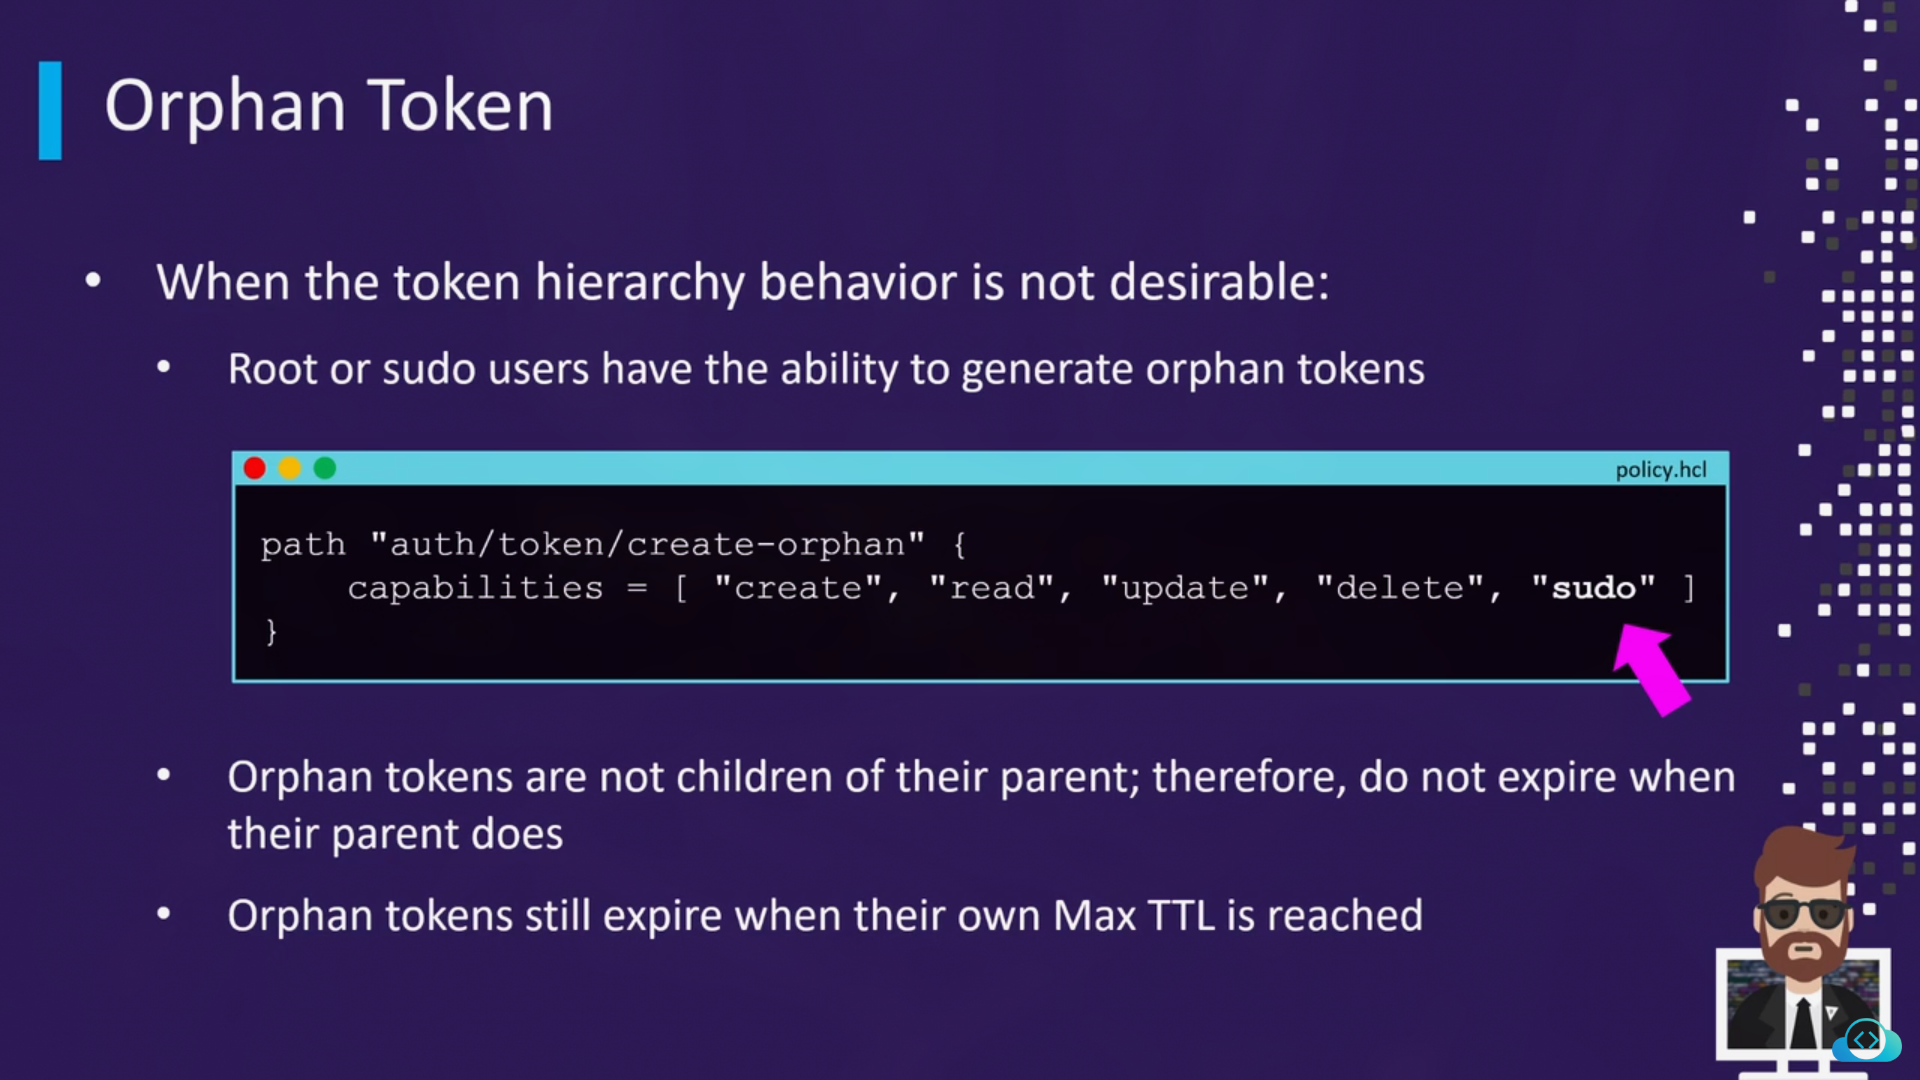 Orphan Token
• When the token hierarchy behavior is not desirable:
• Root or sudo users have the ability to generate orphan tokens
policy.hcl
path "auth/token/create-orphan" {
    capabilities = [ "create", "read", "update", "delete", "sudo" ]
}
• Orphan tokens are not children of their parent; therefore, do not expire when
their parent does
• Orphan tokens still expire when their own Max TTL is reached